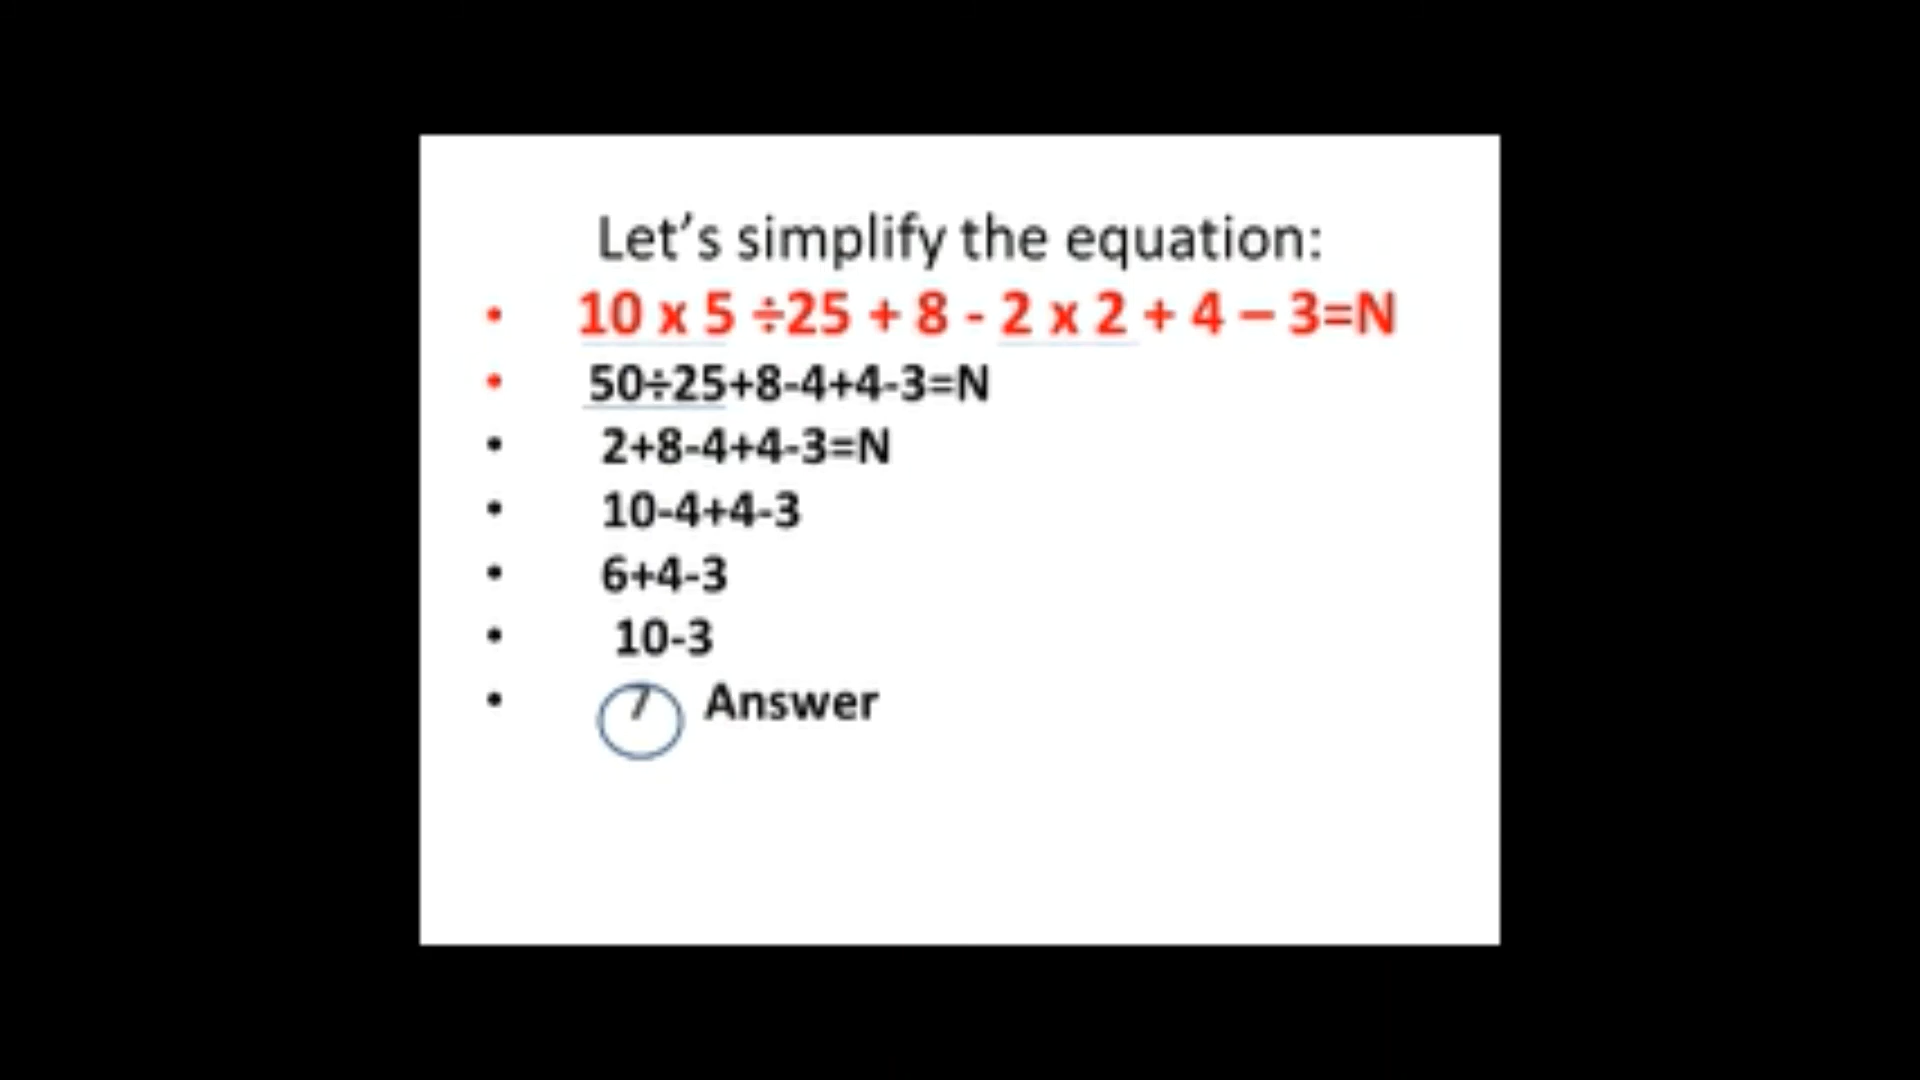 Let's simplify the equation:
• 10 x 5 ÷25 + 8 - 2 x 2 + 4 – 3=N
• 50÷25+8-4+4-3=N
• 2+8-4+4-3=N
• 10-4+4-3
• 6+4-3
• 10-3
• 7 Answer